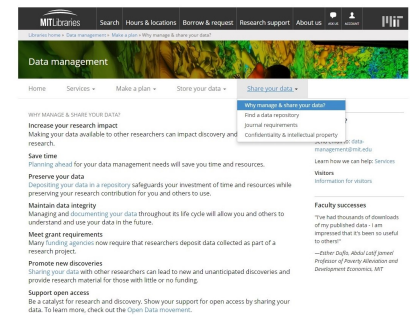 MITLibraries
Search Hours & locations Borrow & request Research support About us
ASK US ACCOUNT
Libraries home » Data management » Make a plan » Why manage & share your data?
Data management
Home Services Make a plan Store your data Share your data
Why manage & share your data?
Find a data repository
Journal requirements
Confidentiality & intellectual property
WHY MANAGE & SHARE YOUR DATA?
Increase your research impact
Making your data available to other researchers can impact discovery and
research.
Save time
Planning ahead for your data management needs will save you time and resources.
Preserve your data
Depositing your data in a repository safeguards your investment of time and resources while
preserving your research contribution for you and others to use.
Maintain data integrity
Managing and documenting your data throughout its life cycle will allow you and others to
understand and use your data in the future.
Meet grant requirements
Many funding agencies now require that researchers deposit data collected as part of a
research project.
Promote new discoveries
Sharing your data with other researchers can lead to new and unanticipated discoveries and
provide research material for those with little or no funding.
Support open access
Be a catalyst for research and discovery. Show your support for open access by sharing your
data. To learn more, check out the Open Data movement.
data-
management@mit.edu
Learn how we can help: Services
Visitors
Information for visitors
Faculty successes
"I've had thousands of downloads
of my published data - I am
impressed that it's been so useful
to others!"
—Esther Duflo, Abdul Latif Jameel
Professor of Poverty Alleviation and
Development Economics, MIT